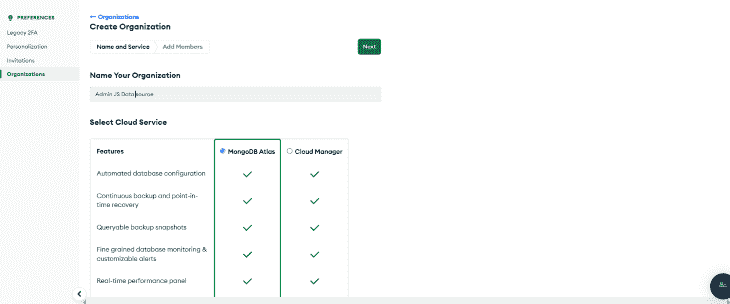 PREFERENCES
Legacy 2FA
Personalization
Invitations
Organizations
← Organizations
Create Organization
Name and Service
Add Members
Next
Name Your Organization
Admin JS Data source
Select Cloud Service
Features
MongoDB Atlas
Cloud Manager
Automated database configuration
Continuous backup and point-in-
time recovery
Queryable backup snapshots
Fine grained database monitoring &
customizable alerts
Real-time performance panel